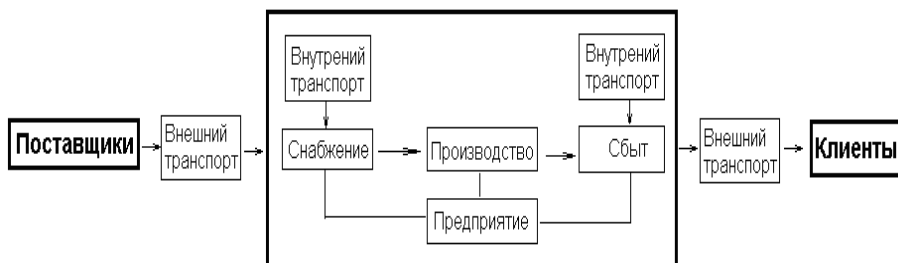 Внутрений
транспорт
Внутрений
транспорт
Поставщики
Внешний
транспорт
Снабжение
Производство
Сбыт
Внешний
транспорт
Клиенты
Предприятие